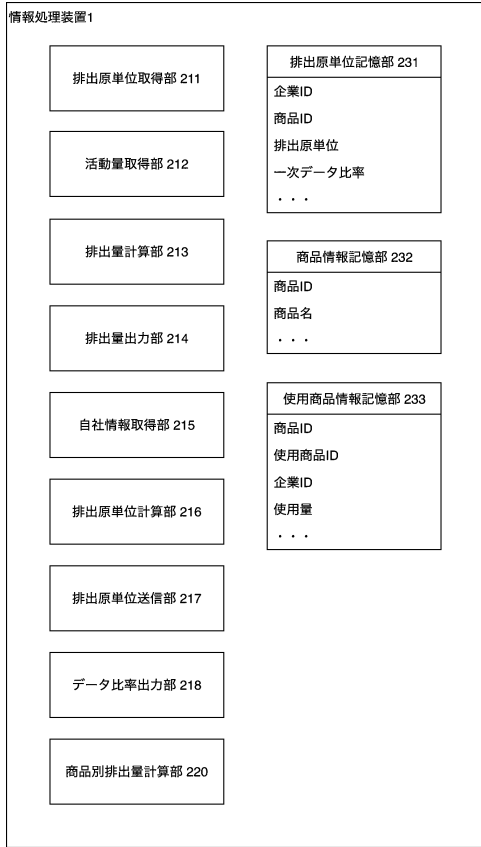 情報処理装置1
排出原単位取得部 211
活動量取得部 212
排出量計算部 213
排出量出力部 214
自社情報取得部 215
排出原単位計算部 216
排出原単位送信部 217
データ比率出力部 218
商品別排出量計算部 220
排出原単位記憶部 231
企業ID
商品ID
排出原単位
一次データ比率
・・・
商品情報記憶部 232
商品ID
商品名
・・・
使用商品情報記憶部 233
商品ID
使用商品ID
企業ID
使用量
・・・